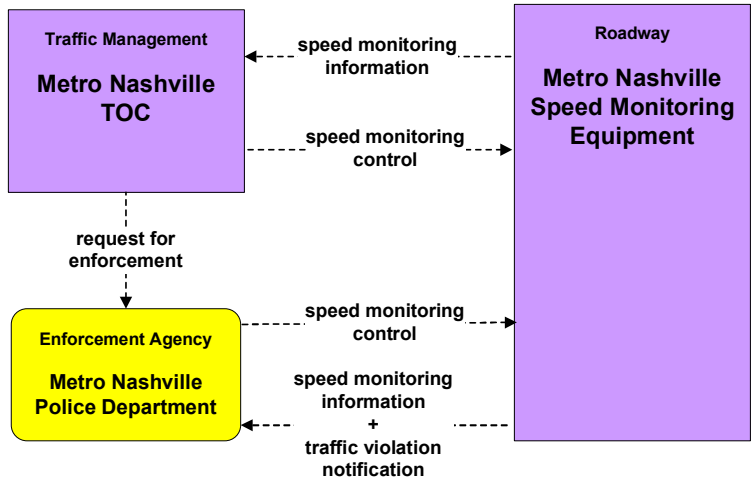 Traffic Management
Metro Nashville
TOC
speed monitoring
information
speed monitoring
control
Roadway
Metro Nashville
Speed Monitoring
Equipment
request for
enforcement
Enforcement Agency
Metro Nashville
Police Department
speed monitoring
control
speed monitoring
information
+
traffic violation
notification